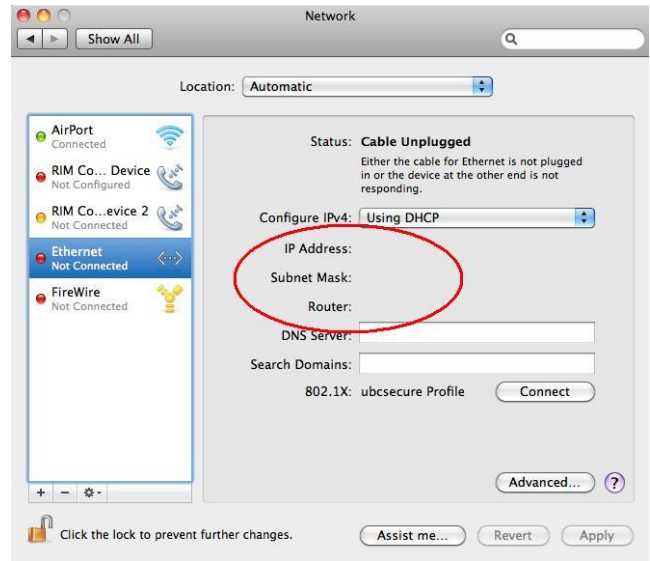 Network
Show All
Location: Automatic
AirPort
Connected
RIM Co... Device
Not Configured
RIM Co...evice 2
Not Connected
Ethernet
Not Connected
FireWire
Not Connected
Status: Cable Unplugged
Either the cable for Ethernet is not plugged
in or the device at the other end is not
responding.
Configure IPv4: Using DHCP
IP Address:
Subnet Mask:
Router:
DNS Server:
Search Domains:
802.1X: ubcsecure Profile Connect
Advanced... ?
Click the lock to prevent further changes.
Assist me... Revert Apply